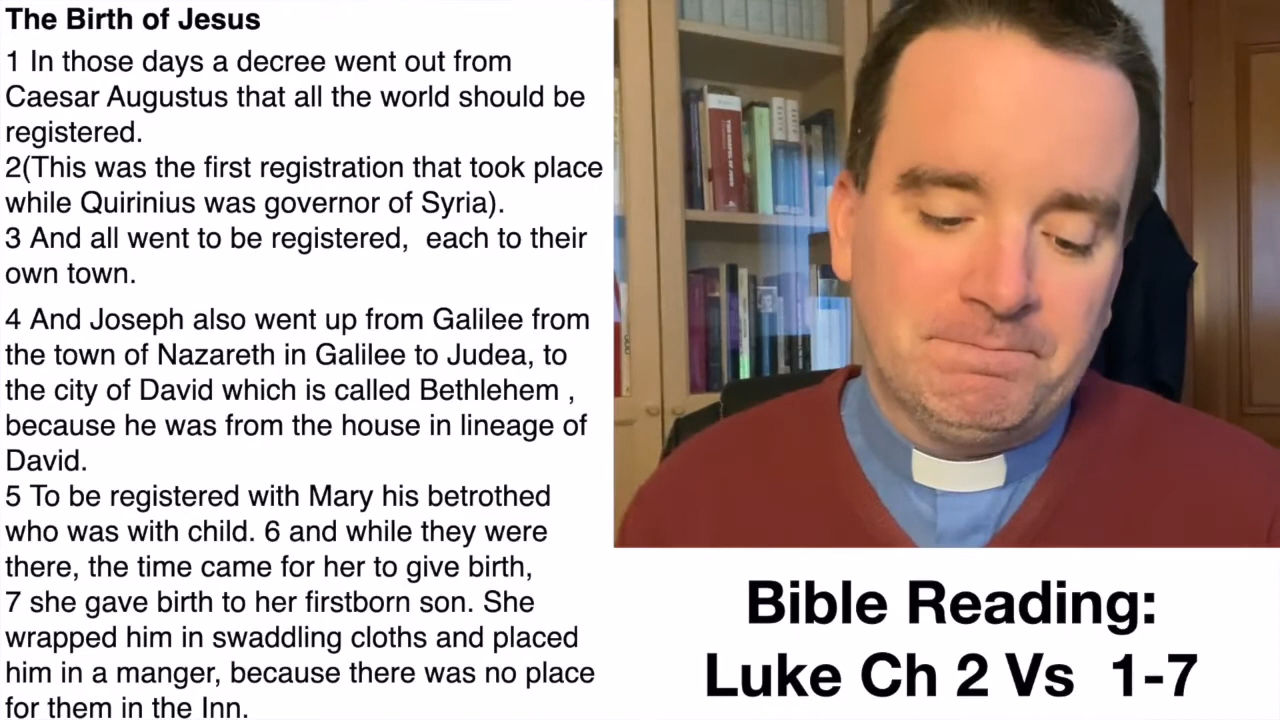 The Birth of Jesus
1 In those days a decree went out from
Caesar Augustus that all the world should be
registered.
2(This was the first registration that took place
while Quirinius was governor of Syria).
3 And all went to be registered,  each to their
own town.
4 And Joseph also went up from Galilee from
the town of Nazareth in Galilee to Judea, to
the city of David which is called Bethlehem ,
because he was from the house in lineage of
David.
5 To be registered with Mary his betrothed
who was with child. 6 and while they were
there, the time came for her to give birth,
7 she gave birth to her firstborn son. She
wrapped him in swaddling cloths and placed
him in a manger, because there was no place
for them in the Inn.
Bible Reading:
Luke Ch 2 Vs  1-7